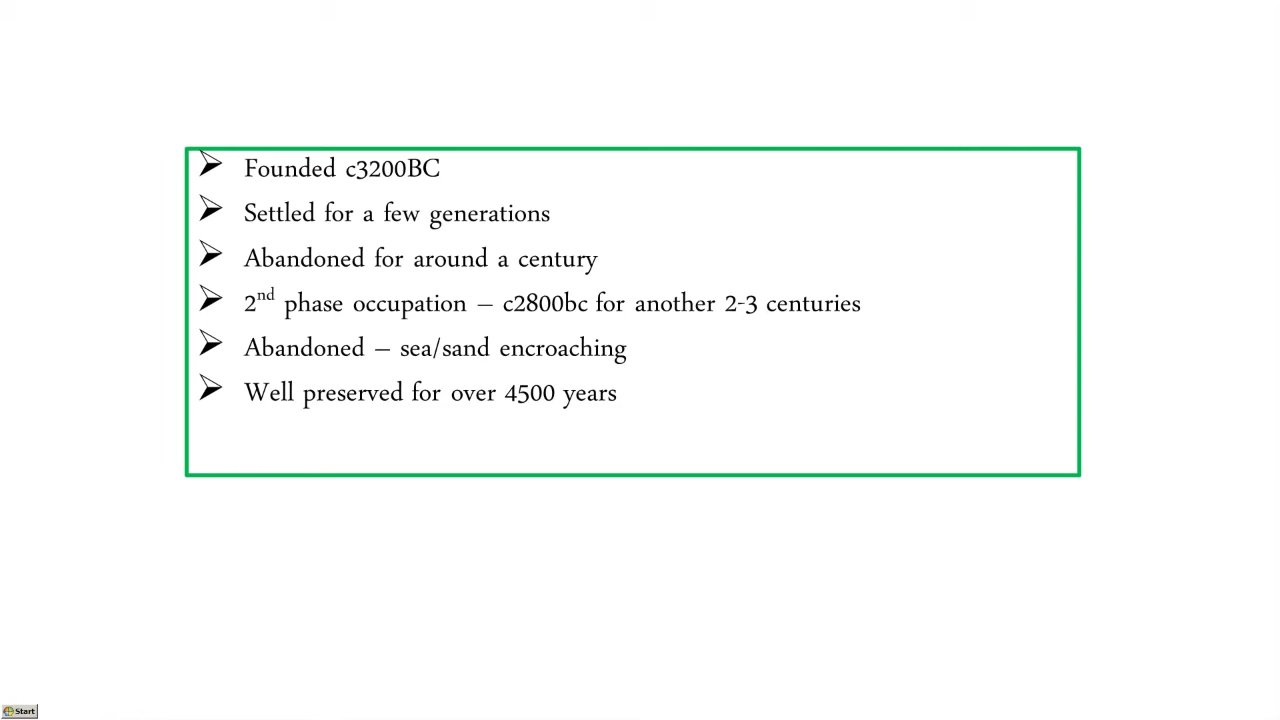 Founded c3200BC
Settled for a few generations
Abandoned for around a century
2nd phase occupation – c2800bc for another 2-3 centuries
Abandoned – sea/sand encroaching
Well preserved for over 4500 years
Start